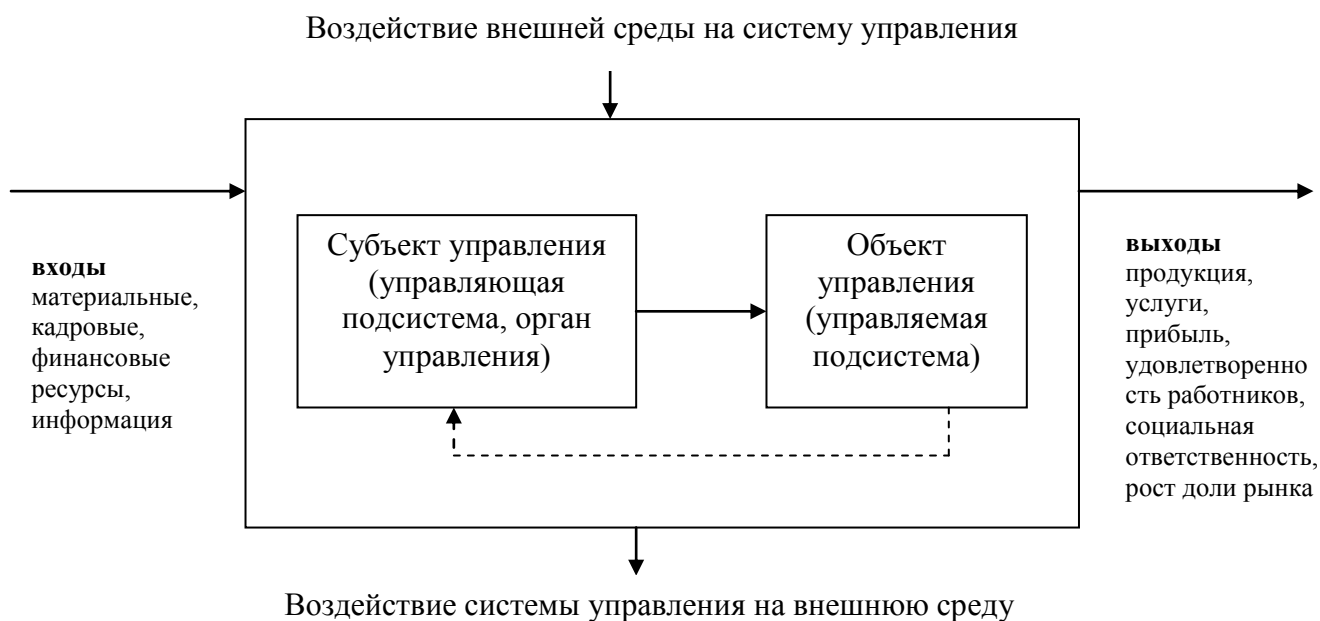 Воздействие внешней среды на систему управления
входы
материальные,
кадровые,
финансовые
ресурсы,
информация
Субъект управления
(управляющая
подсистема, орган
управления)
Объект
управления
(управляемая
подсистема)
выходы
продукция,
услуги,
прибыль,
удовлетворенно
сть работников,
социальная
ответственность,
рост доли рынка
Воздействие системы управления на внешнюю среду